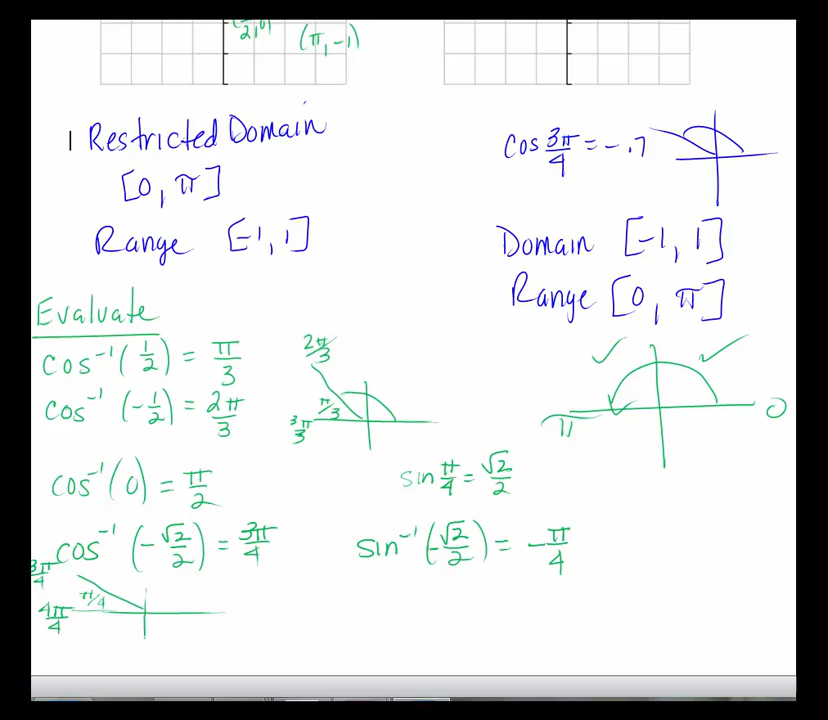 (π/2, 0)
(π, -1)
Restricted Domain
[0, π]
Range [-1, 1]
cos 3π/4 = -.7
Domain [-1, 1]
Range [0, π]
Evaluate
cos⁻¹(1/2) = π/3
cos⁻¹(-1/2) = 2π/3
2π/3
π/3
3π/3
π
0
cos⁻¹(0) = π/2
sin π/4 = √2/2
cos⁻¹(-√2/2) = 3π/4
sin⁻¹(-√2/2) = -π/4
3π/4
π/4
4π/4